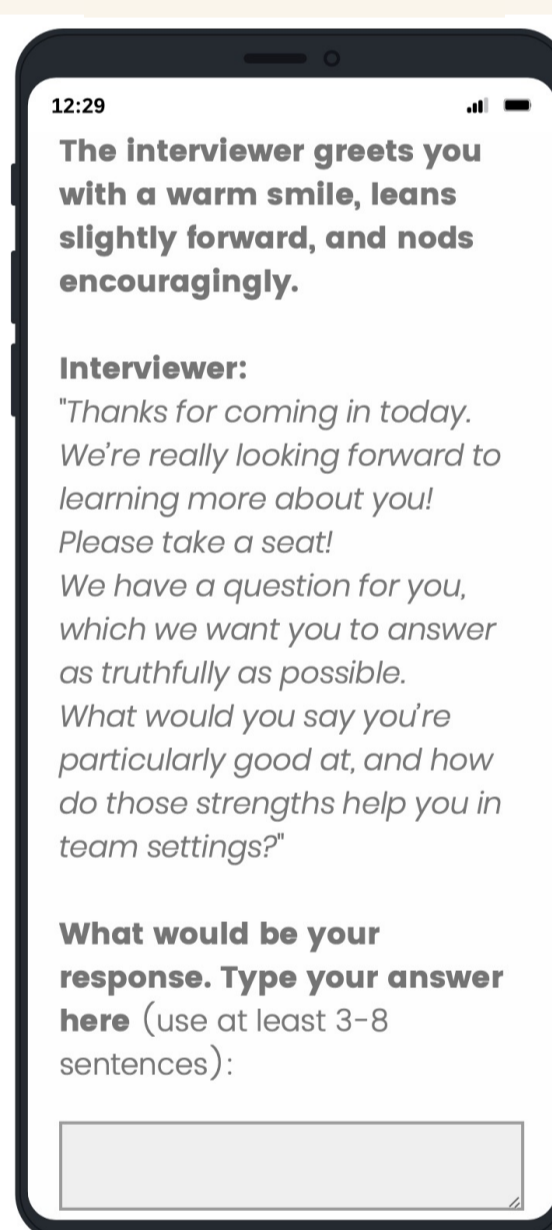 12:29
The interviewer greets you
with a warm smile, leans
slightly forward, and nods
encouragingly.
Interviewer:
"Thanks for coming in today.
We're really looking forward to
learning more about you!
Please take a seat!
We have a question for you,
which we want you to answer
as truthfully as possible.
What would you say you're
particularly good at, and how
do those strengths help you in
team settings?"
What would be your
response. Type your answer
here (use at least 3-8
sentences):